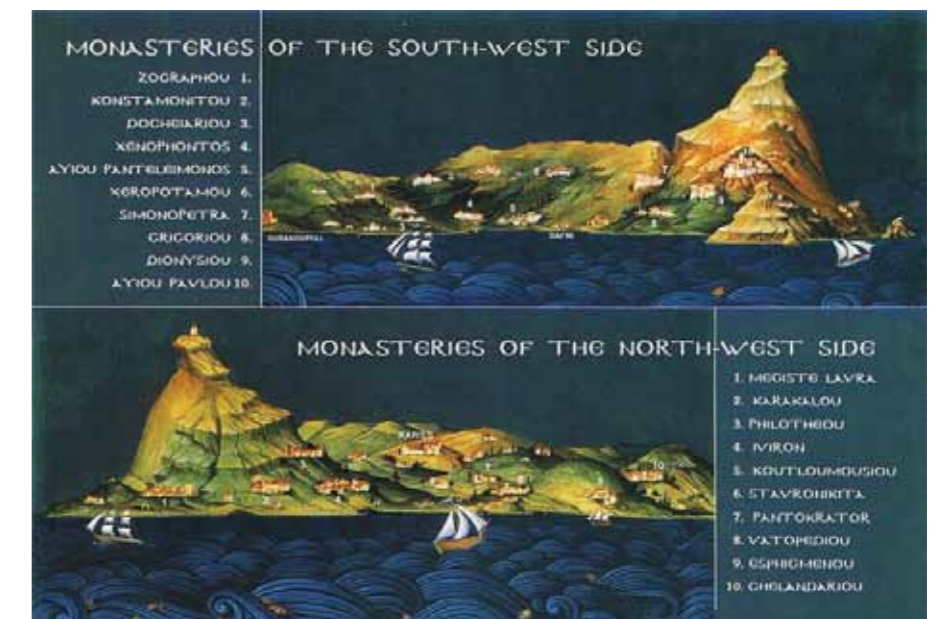 MONASTERIES OF THE SOUTH-WEST SIDE
ZOGRAPHOU 1.
KONSTAMONITOU 2.
DOCHEIARIOU 3.
XENOPHONTOS 4.
AYIOU PANTELEIMONOS 5.
XEROPOTAMOU 6.
SIMONOPETRA 7.
GRIGORIOU 8.
DIONYSIOU 9.
AYIOU PAVLOU 10.
DAFNI
MONASTERIES OF THE NORTH-WEST SIDE
1. MEGISTE LAVRA
2. KARAKALOU
3. PHILOTHEOU
4. IVIRON
5. KOUTLOUMOUSIOU
6. STAVRONIKITA
7. PANTOKRATOR
8. VATOPEDIOU
9. ESPHIGMENOU
10. CHELANDARIOU
KARIES